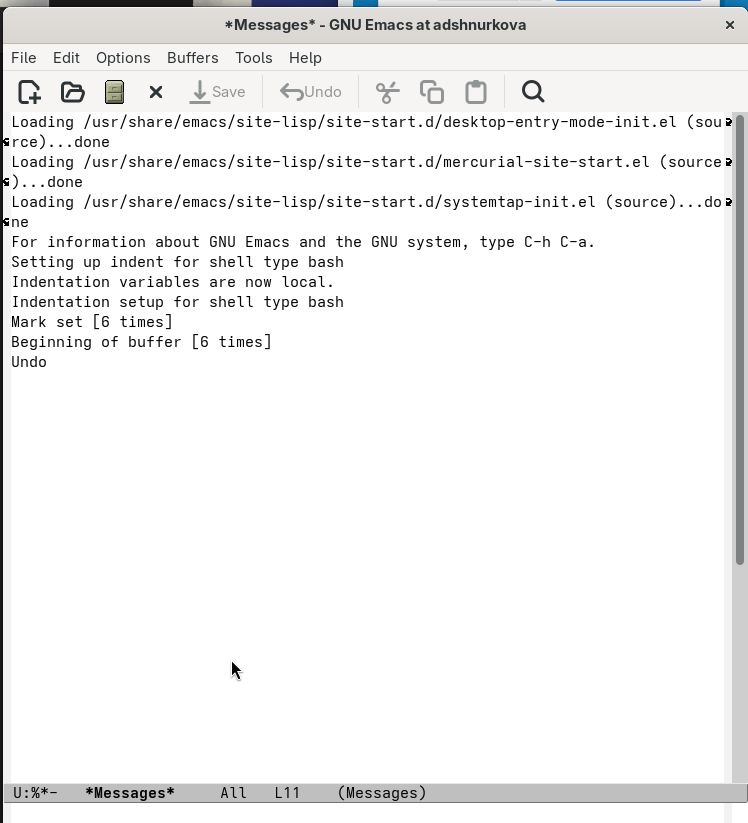 *Messages* - GNU Emacs at adshnurkova
File Edit Options Buffers Tools Help
Save Undo
Loading /usr/share/emacs/site-lisp/site-start.d/desktop-entry-mode-init.el (sou
rce)...done
Loading /usr/share/emacs/site-lisp/site-start.d/mercurial-site-start.el (source
)...done
Loading /usr/share/emacs/site-lisp/site-start.d/systemtap-init.el (source)...do
ne
For information about GNU Emacs and the GNU system, type C-h C-a.
Setting up indent for shell type bash
Indentation variables are now local.
Indentation setup for shell type bash
Mark set [6 times]
Beginning of buffer [6 times]
Undo
U:%*- *Messages* All L11 (Messages)